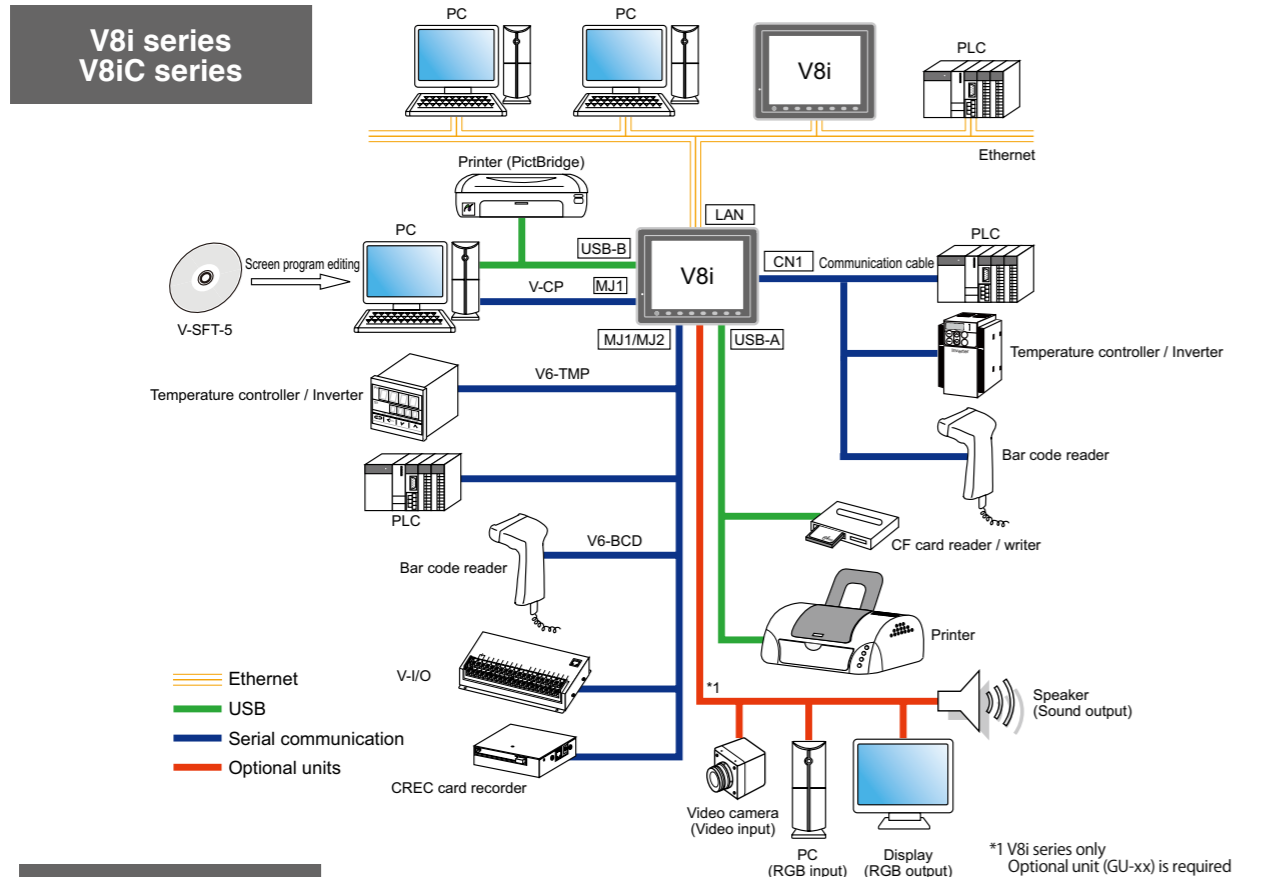 V8i series
V8iC series
PC
PC
V8i
PLC
Ethernet
Printer (PictBridge)
LAN
PC
USB-B
V8i
CN1
Communication cable
PLC
Screen program editing
V-CP
MJ1
V-SFT-5
MJ1/MJ2
USB-A
Temperature controller / Inverter
V6-TMP
Temperature controller / Inverter
Bar code reader
PLC
V6-BCD
Bar code reader
CF card reader / writer
Printer
V-I/O
Ethernet
USB
Serial communication
Optional units
*1
Speaker
(Sound output)
CREC card recorder
Video camera
(Video input)
PC
(RGB input)
Display
(RGB output)
*1 V8i series only
Optional unit (GU-xx) is required